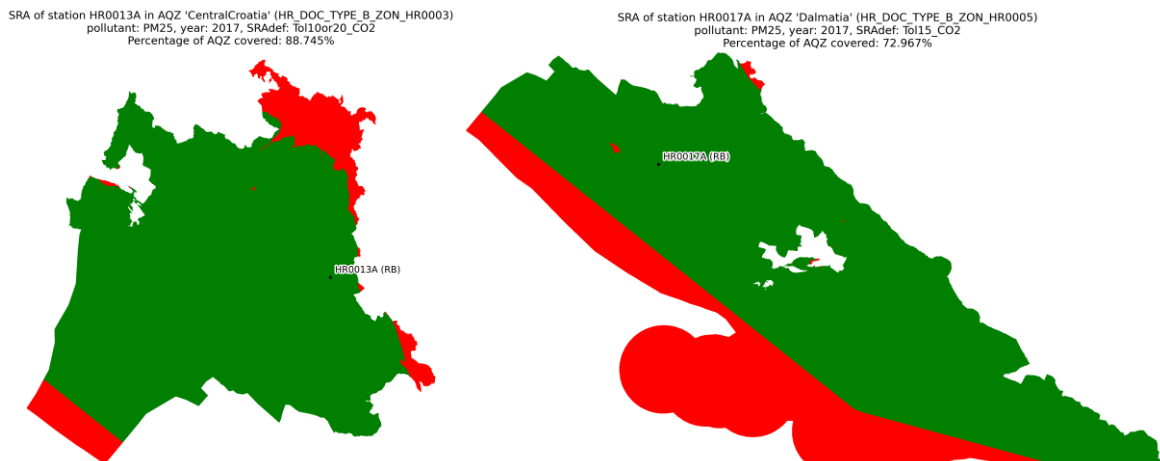 SRA of station HR0013A in AQZ 'CentralCroatia' (HR_DOC_TYPE_B_ZON_HR0003)
pollutant: PM25, year: 2017, SRAdef: Tol10or20_CO2
Percentage of AQZ covered: 88.745%
HR0013A (RB)
SRA of station HR0017A in AQZ 'Dalmatia' (HR_DOC_TYPE_B_ZON_HR0005)
pollutant: PM25, year: 2017, SRAdef: Tol15_CO2
Percentage of AQZ covered: 72.967%
HR0017A (RB)